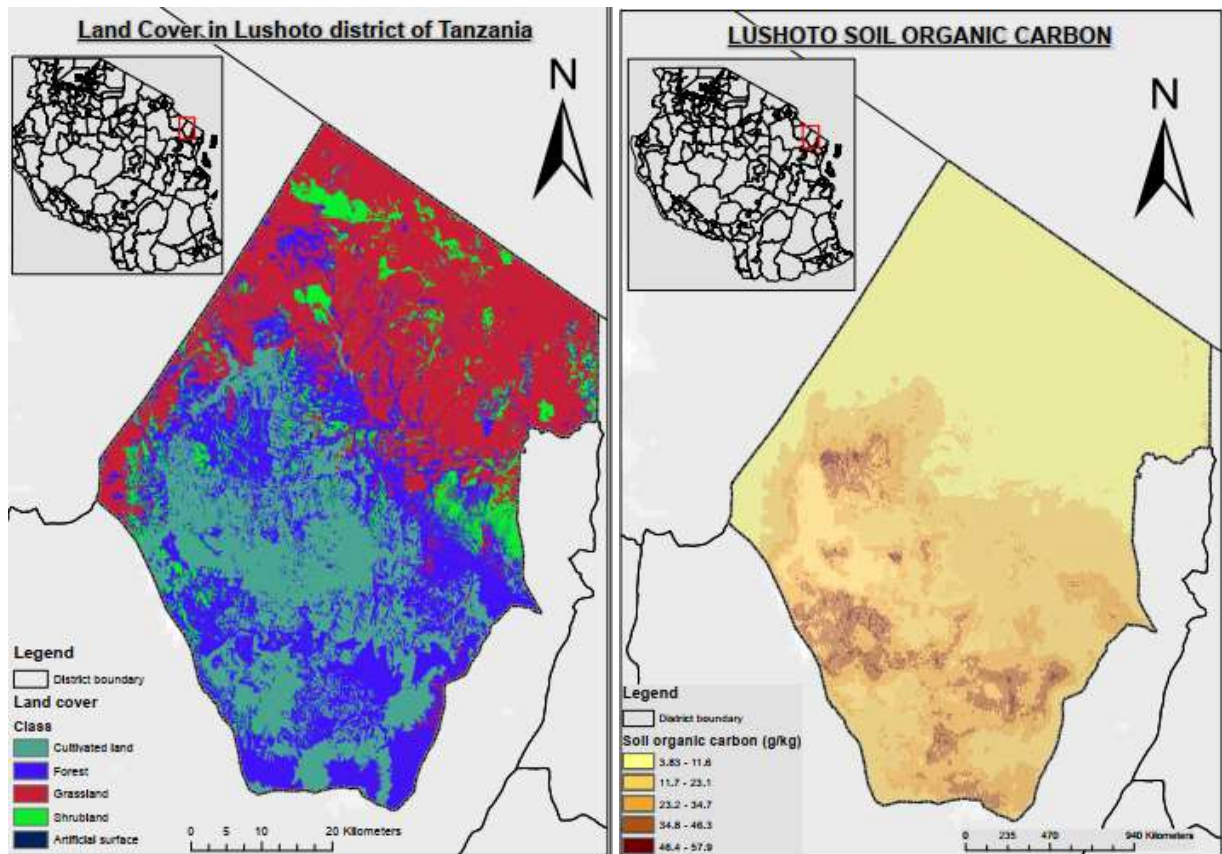 Land Cover in Lushoto district of Tanzania
N
Legend
District boundary
Land cover
Class
Cultivated land
Forest
Grassland
Shrubland
Artificial surface
0 5 10 20 Kilometers
LUSHOTO SOIL ORGANIC CARBON
N
Legend
District boundary
Soil organic carbon (g/kg)
3.83 - 11.6
11.7 - 23.1
23.2 - 34.7
34.8 - 46.3
46.4 - 57.9
0 235 470 940 Kilometers